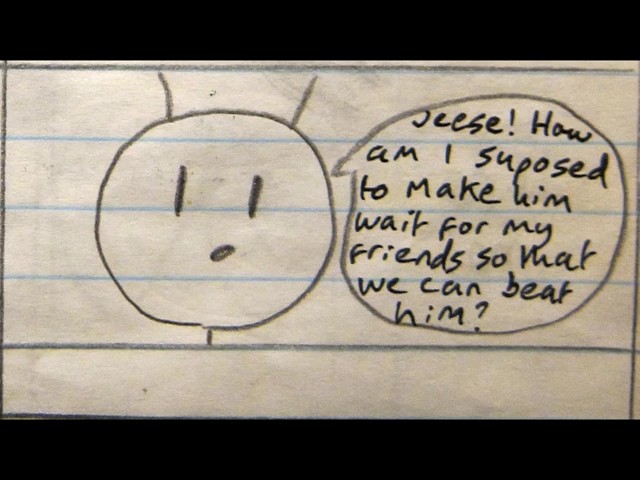 Jeese! How
am I suposed
to make him
wait for my
friends so that
we can beat
him?